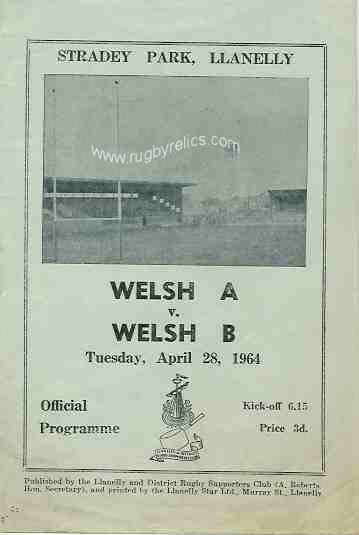 STRADEY PARK, LLANELLY
www.rugbyrelics.com
WELSH A
v.
WELSH B
Tuesday, April 28, 1964
Official Kick-off 6.15
Programme Price 3d.
Published by the Llanelly and District Rugby Supporters Club (A. Roberts
Hon. Secretary), and printed by the Llanelly Star Ltd., Murray St., Llanelly